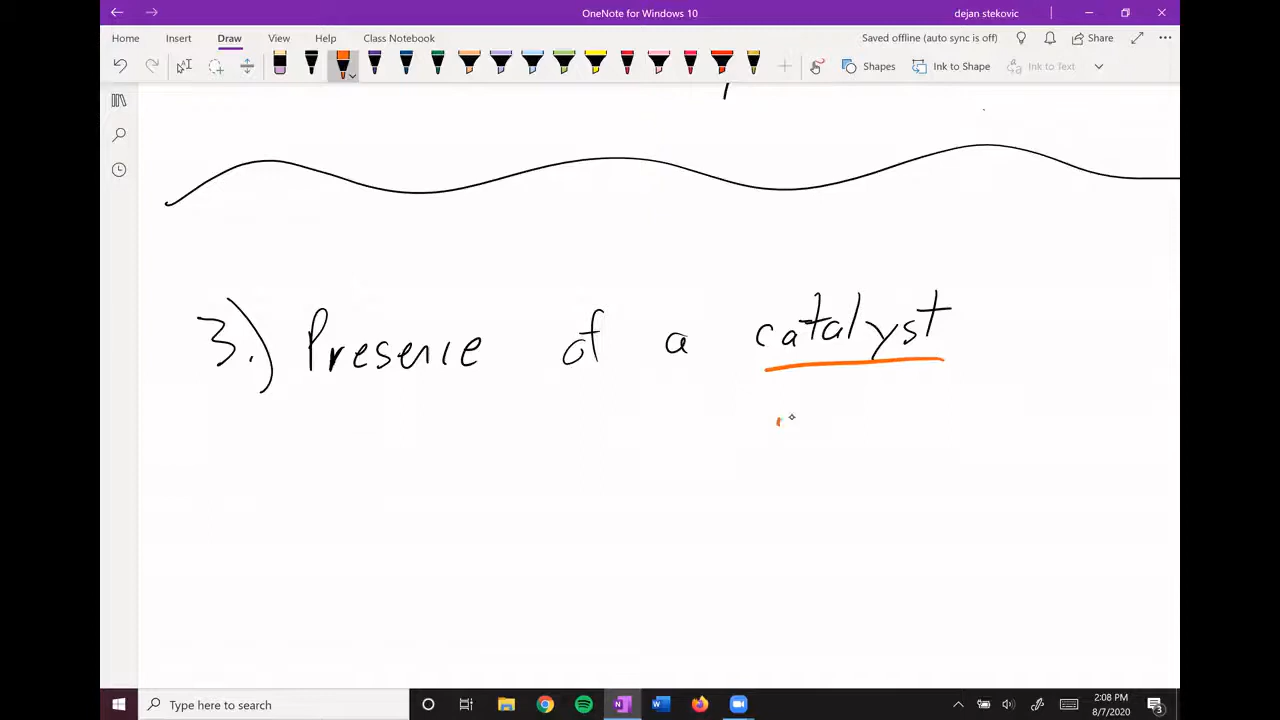 OneNote for Windows 10
dejan stekovic
Home Insert Draw View Help Class Notebook
Saved offline (auto sync is off)
Share
Shapes
Ink to Shape
Ink to Text
3.) Presence of a catalyst
Type here to search
2:08 PM
8/7/2020